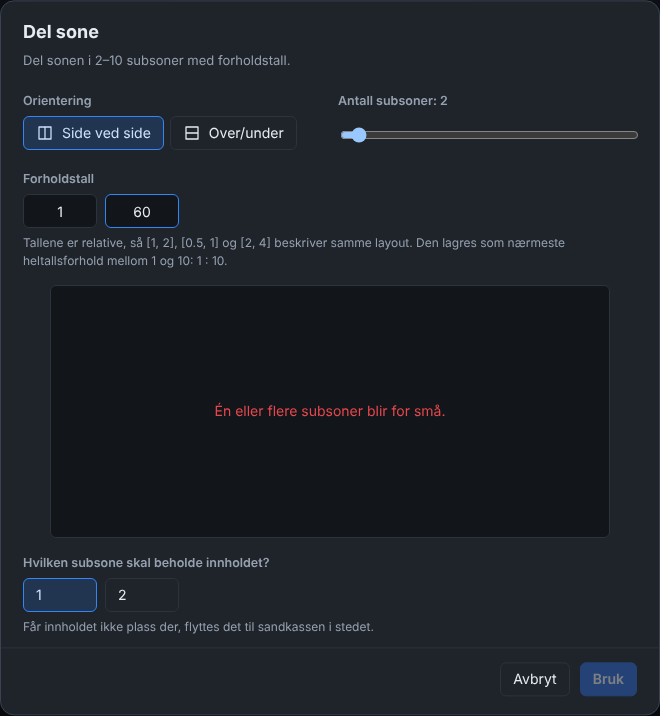 Del sone
Del sonen i 2–10 subsoner med forholdstall.
Orientering
Side ved side
Over/under
Antall subsoner: 2
Forholdstall
1
60
Tallene er relative, så [1, 2], [0.5, 1] og [2, 4] beskriver samme layout. Den lagres som nærmeste
heltallsforhold mellom 1 og 10: 1 : 10.
Én eller flere subsoner blir for små.
Hvilken subsone skal beholde innholdet?
1
2
Får innholdet ikke plass der, flyttes det til sandkassen i stedet.
Avbryt
Bruk